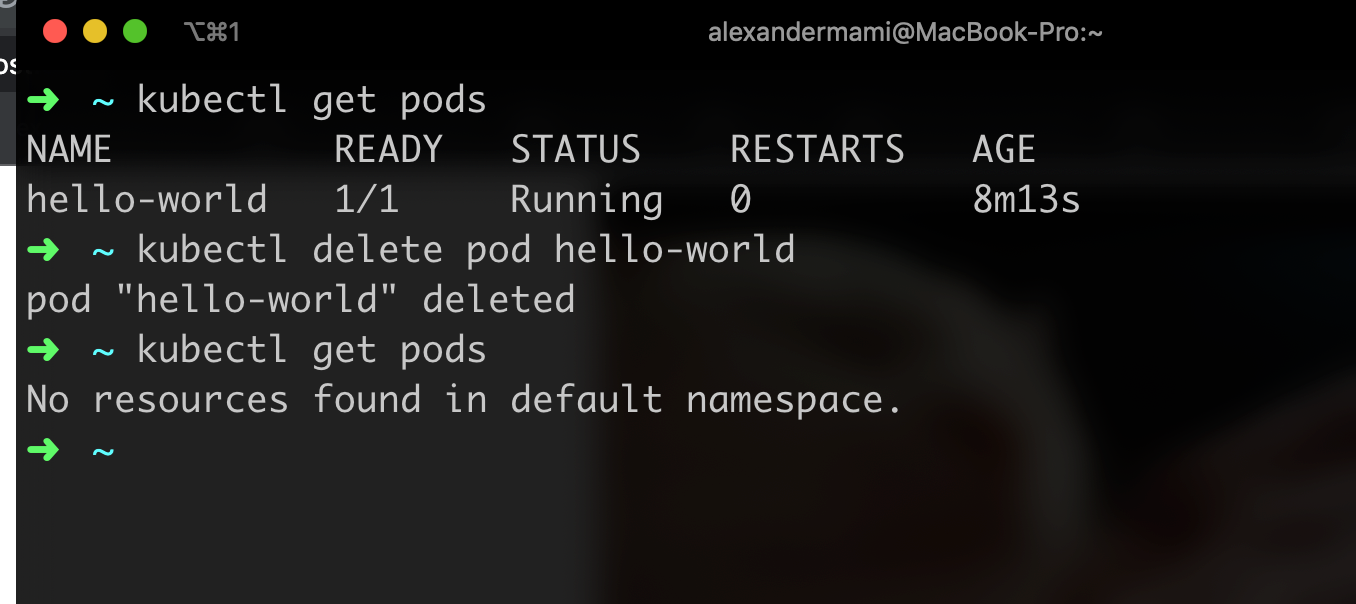 ⌥⌘1
alexandermami@MacBook-Pro:~
➜ ~ kubectl get pods
NAME READY STATUS RESTARTS AGE
hello-world 1/1 Running 0 8m13s
➜ ~ kubectl delete pod hello-world
pod "hello-world" deleted
➜ ~ kubectl get pods
No resources found in default namespace.
➜ ~